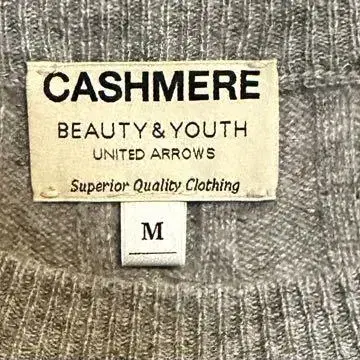 CASHMERE
BEAUTY & YOUTH
UNITED ARROWS
Superior Quality Clothing
M